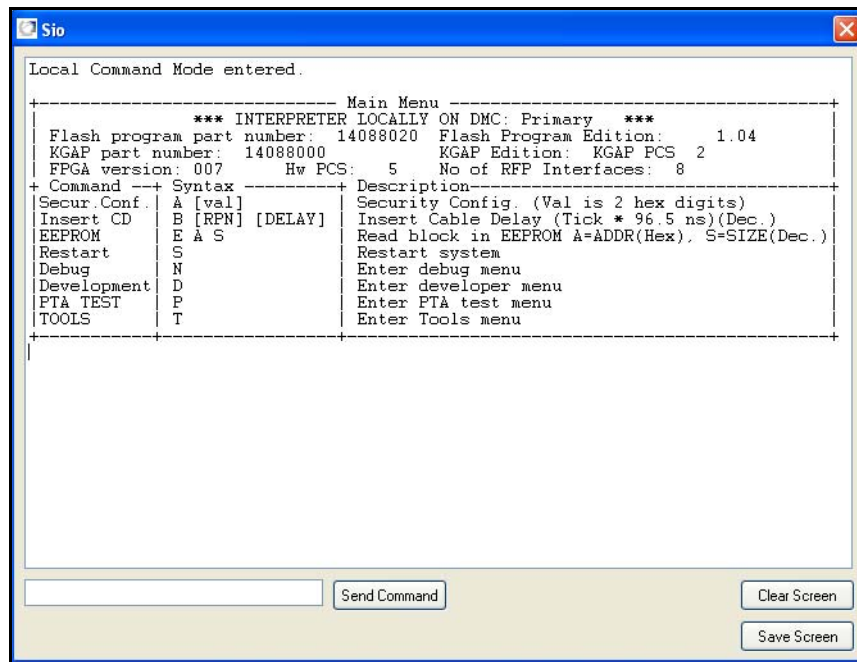 Sio
Local Command Mode entered.
+----------------------------- Main Menu -------------------------------------+
| *** INTERPRETER LOCALLY ON DMC: Primary *** |
| Flash program part number: 14088020 Flash Program Edition: 1.04 |
| KGAP part number: 14088000 KGAP Edition: KGAP PCS 2 |
| FPGA version: 007 Hw PCS: 5 No of RFP Interfaces: 8 |
+ Command --+ Syntax ----------+ Description-----------------------------------+
|Secur.Conf.| A [val] | Security Config. (Val is 2 hex digits) |
|Insert CD | B [RPN] [DELAY] | Insert Cable Delay (Tick * 96.5 ns)(Dec.) |
|EEPROM | E A S | Read block in EEPROM A=ADDR(Hex), S=SIZE(Dec.)|
|Restart | S | Restart system |
|Debug | N | Enter debug menu |
|Development| D | Enter developer menu |
|PTA TEST | P | Enter PTA test menu |
|TOOLS | T | Enter Tools menu |
+-----------+------------------+-----------------------------------------------+
Send Command
Clear Screen
Save Screen